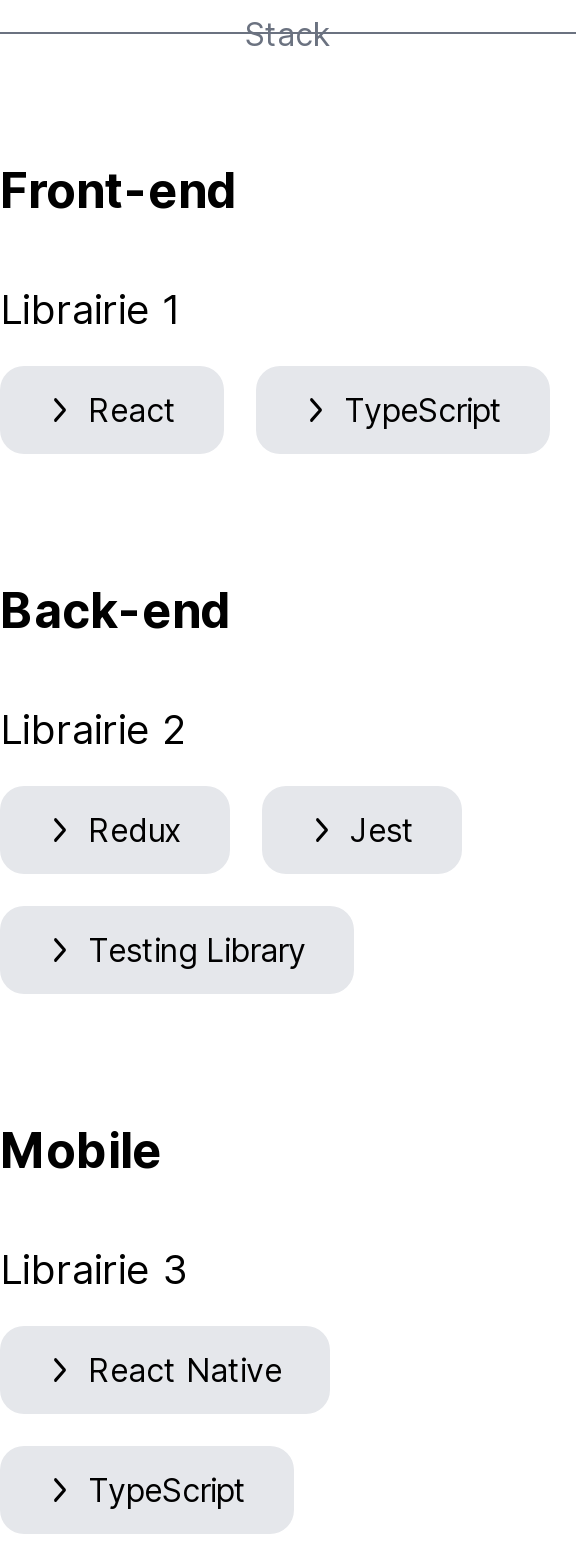 Stack
Front-end
Librairie 1
React TypeScript
Back-end
Librairie 2
Redux Jest
Testing Library
Mobile
Librairie 3
React Native
TypeScript